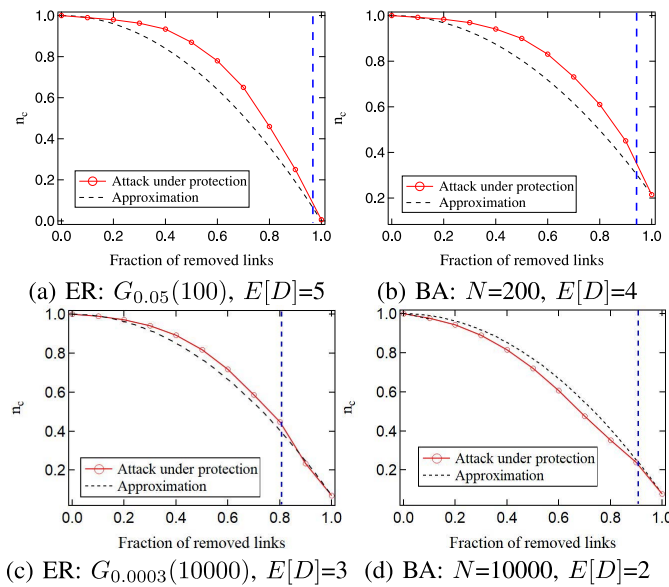 1.0
0.8
0.6
0.4
0.2
0.0
n_c
Attack under protection
Approximation
0.0 0.2 0.4 0.6 0.8 1.0
Fraction of removed links
(a) ER: G_{0.05}(100), E[D]=5
1.0
0.8
0.6
0.4
0.2
n_c
Attack under protection
Approximation
0.0 0.2 0.4 0.6 0.8 1.0
Fraction of removed links
(b) BA: N=200, E[D]=4
1.0
0.8
0.6
0.4
0.2
n_c
Attack under protection
Approximation
0.0 0.2 0.4 0.6 0.8 1.0
Fraction of removed links
(c) ER: G_{0.0003}(10000), E[D]=3
1.0
0.8
0.6
0.4
0.2
n_c
Attack under protection
Approximation
0.0 0.2 0.4 0.6 0.8 1.0
Fraction of removed links
(d) BA: N=10000, E[D]=2